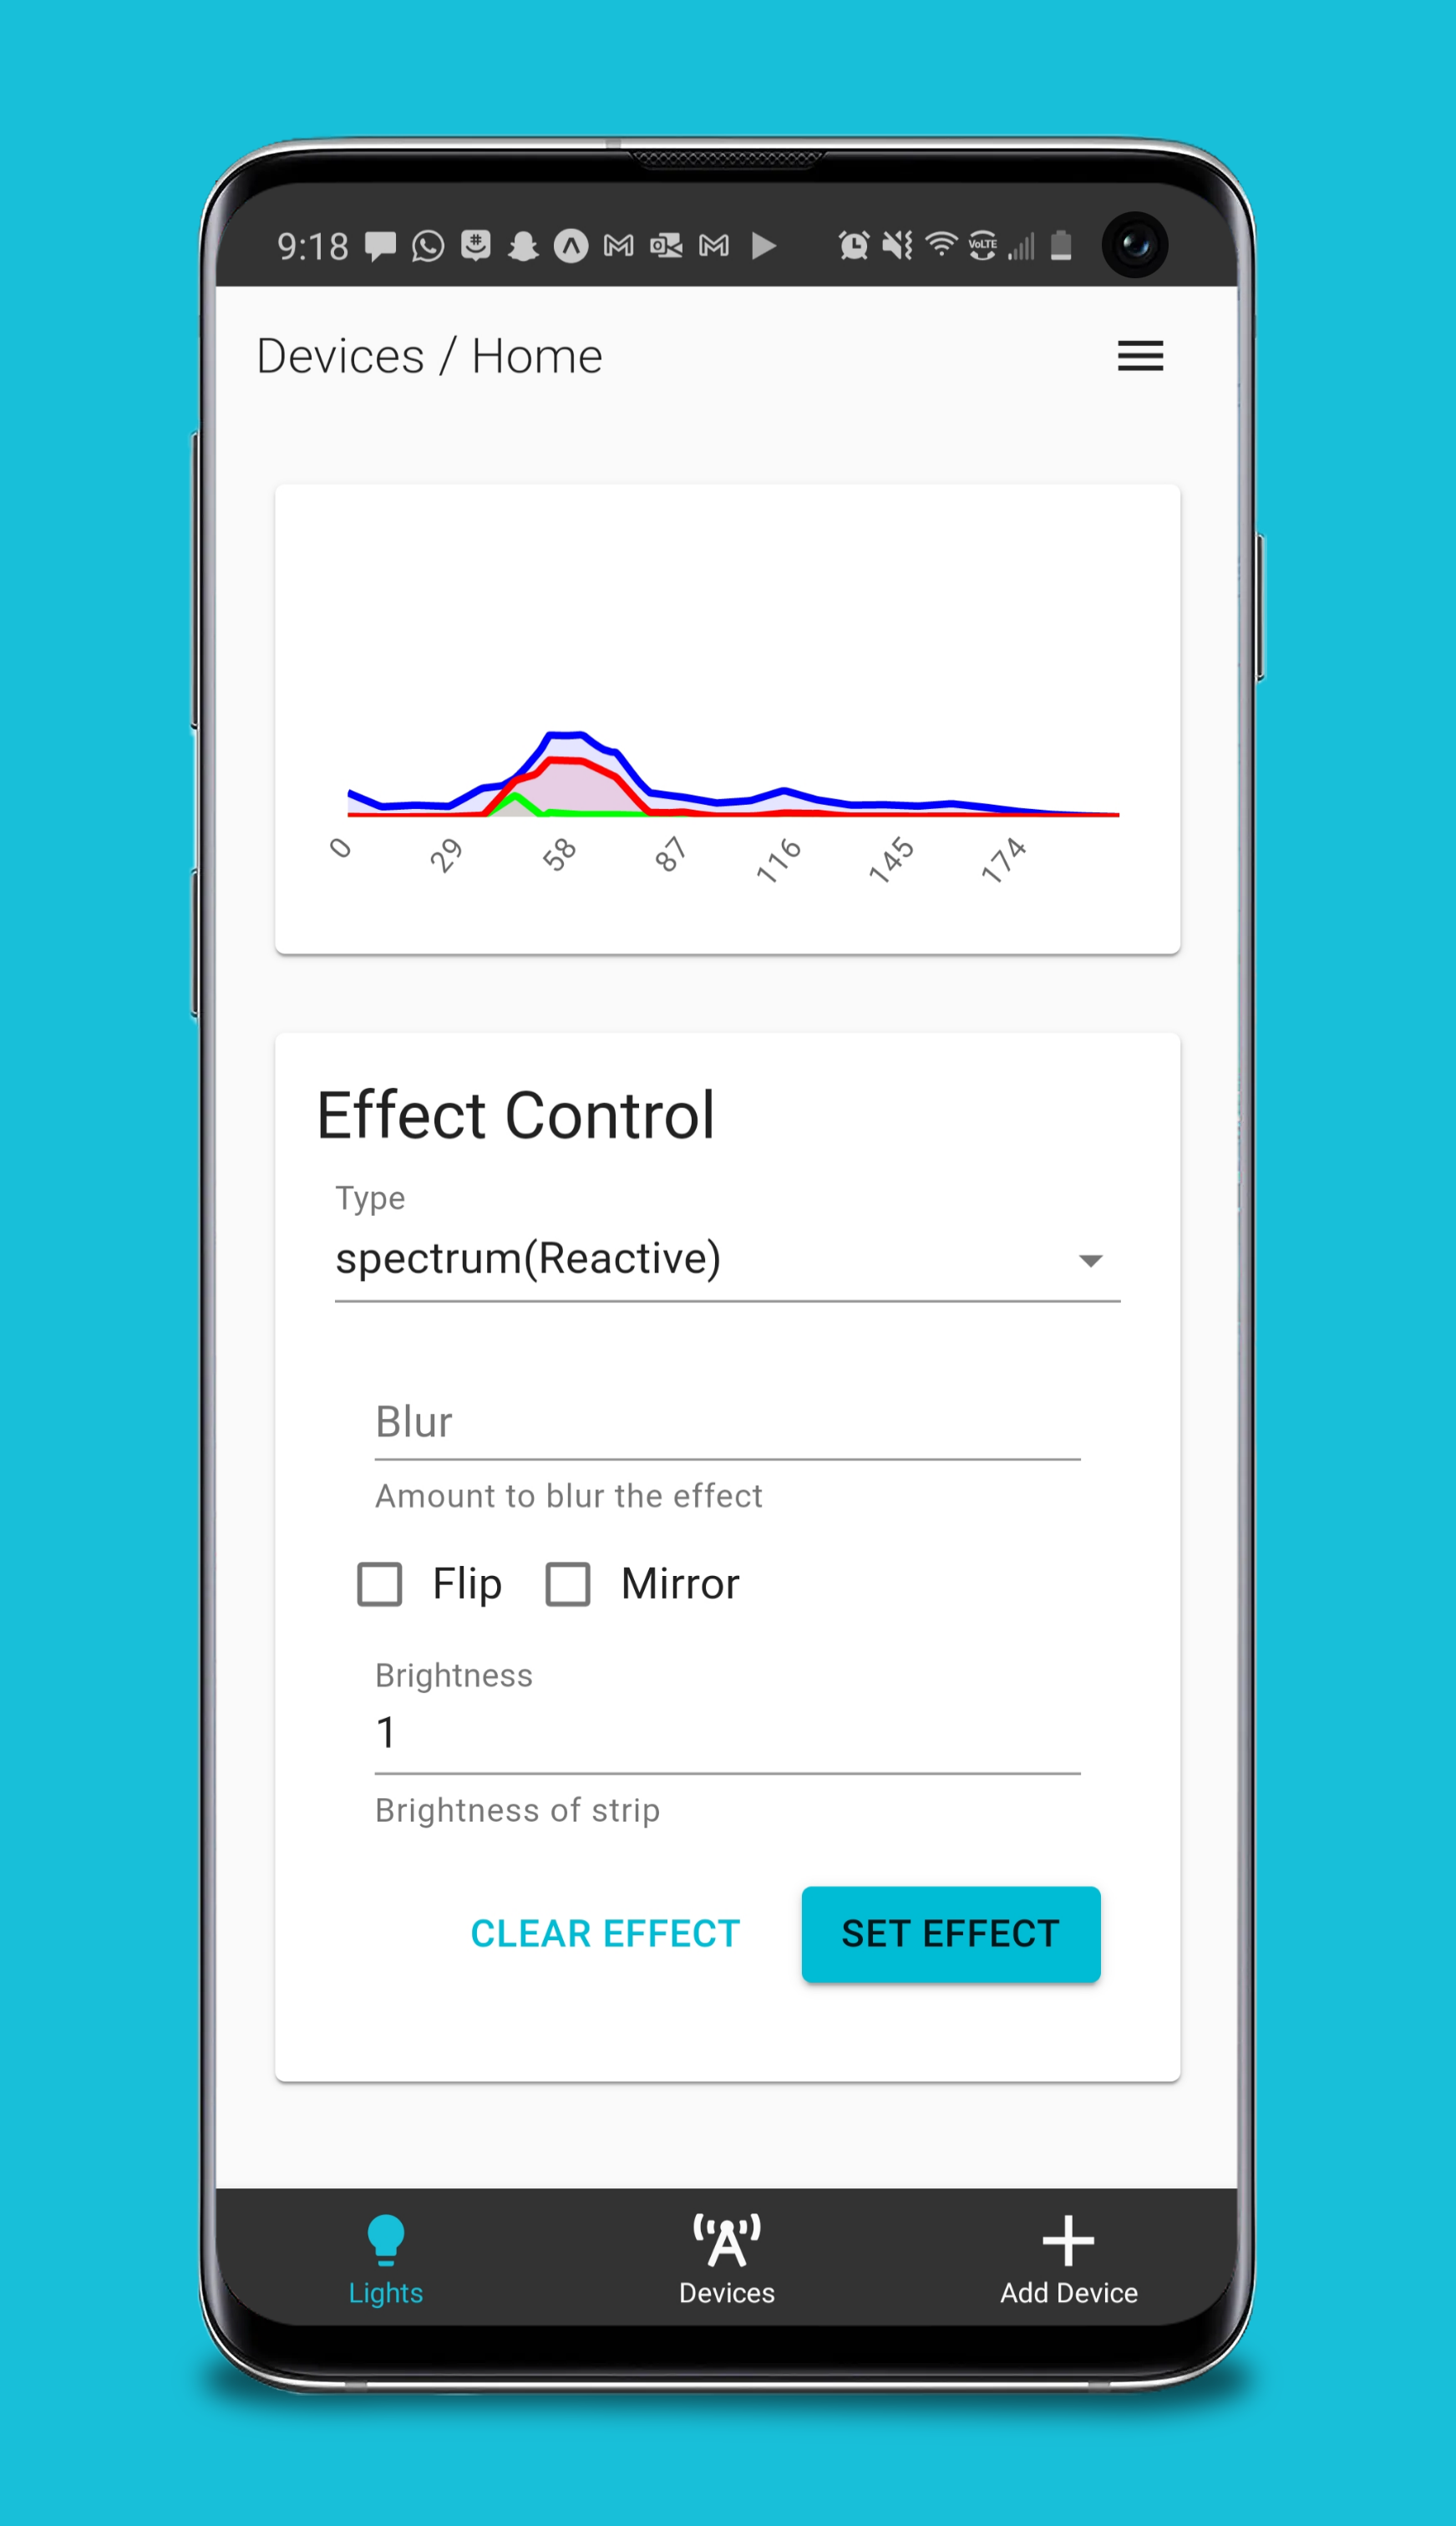 9:18
VoLTE
Devices / Home
0 29 58 87 116 145 174
Effect Control
Type
spectrum(Reactive)
Blur
Amount to blur the effect
Flip Mirror
Brightness
1
Brightness of strip
CLEAR EFFECT SET EFFECT
Lights Devices Add Device